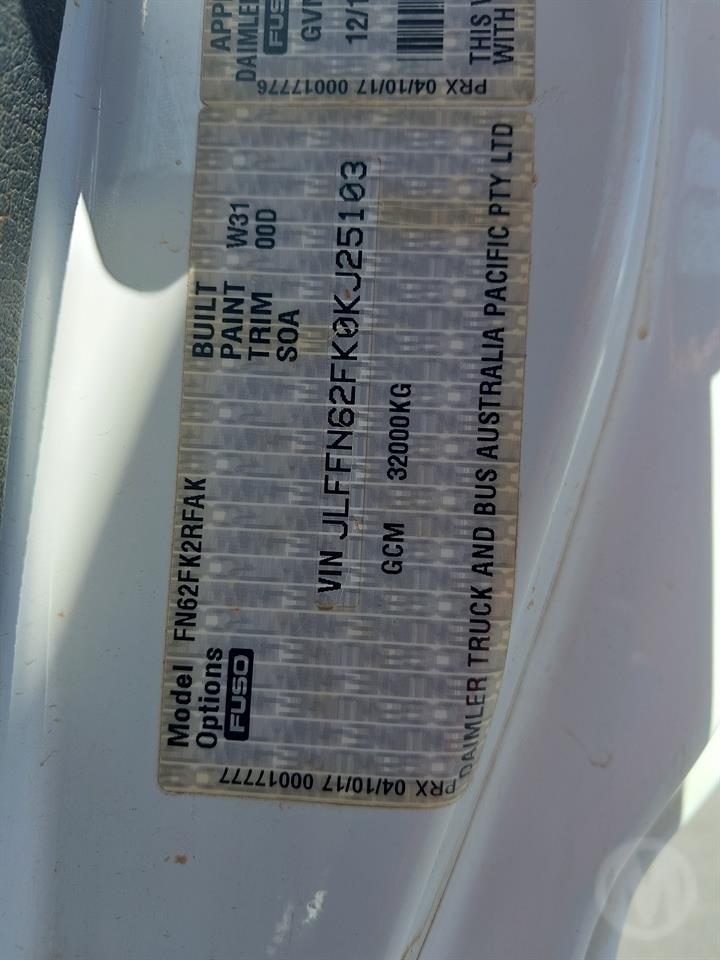 APP
DAIMLER
FUSO
GVM
12/1
THIS V
WITH
PRX 04/10/17 00017776
Model FN62FK2RFAK
Options
FUSO
BUILT
PAINT W31
TRIM 00D
SOA
VIN JLFFN62FK0KJ25103
GCM 32000KG
DAIMLER TRUCK AND BUS AUSTRALIA PACIFIC PTY LTD
PRX 04/10/17 00017777
M